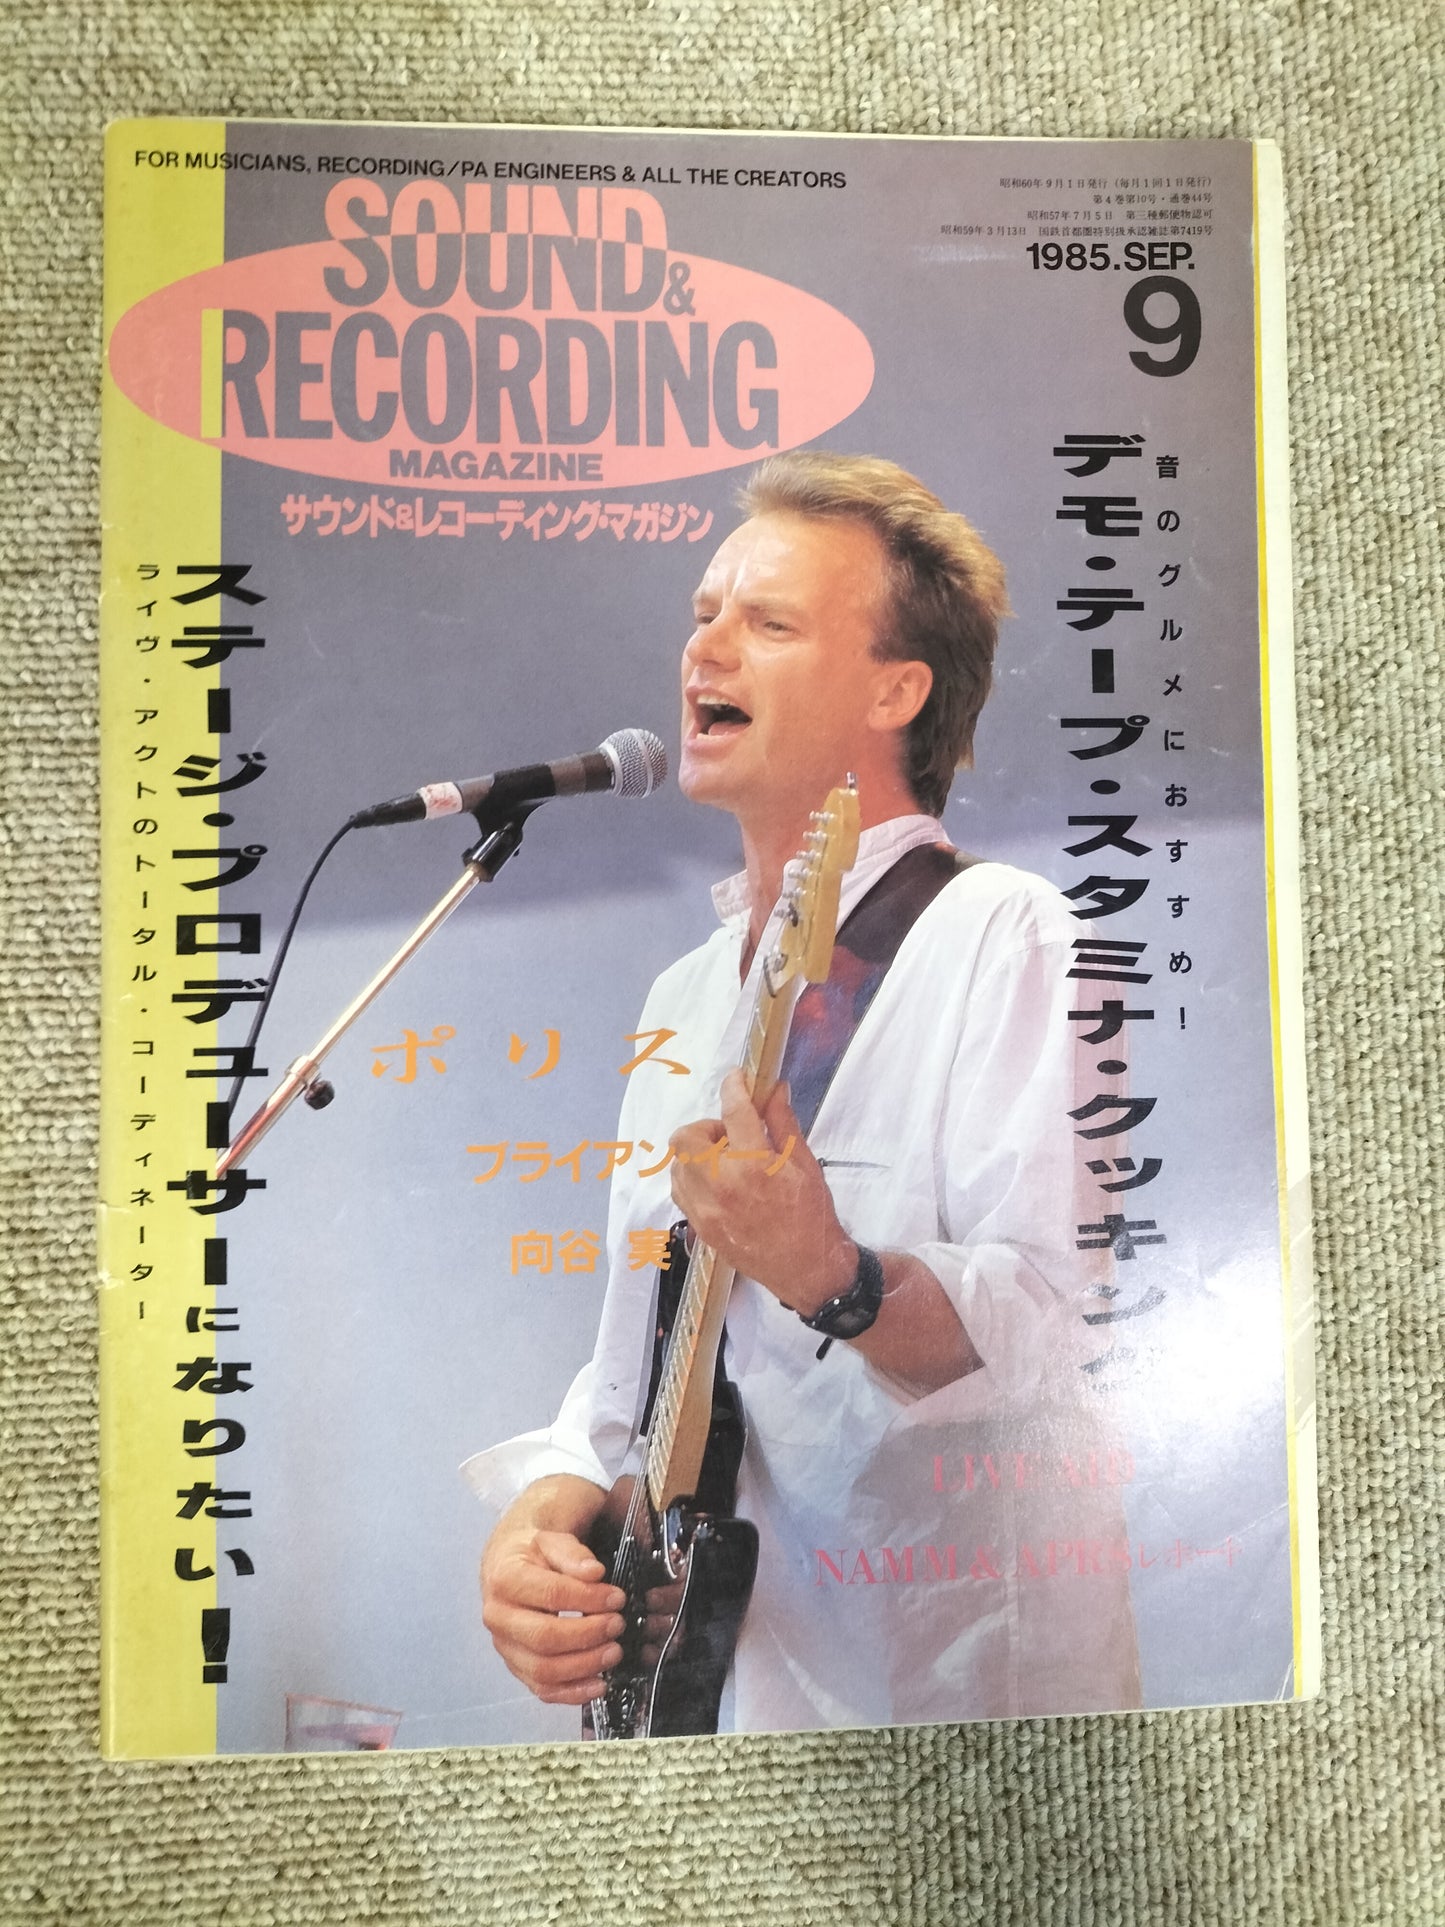 FOR MUSICIANS, RECORDING/PA ENGINEERS & ALL THE CREATORS
昭和60年9月1日発行（毎月1回1日発行）
第4巻第10号・通巻44号
昭和57年7月5日 第三種郵便物認可
昭和59年3月13日 国鉄首都圏特別扱承認雑誌第7419号
1985.SEP.
9
SOUND &
RECORDING
MAGAZINE
サウンド&レコーディング・マガジン
音のグルメにおすすめ！
デモ・テープ・スタミナ・クッキング
ステージ・プロデューサーになりたい！
ライヴ・アクトのトータル・コーディネーター
ポリス
ブライアン・イーノ
向谷 実
LIVE AID
NAMM & APRSレポート